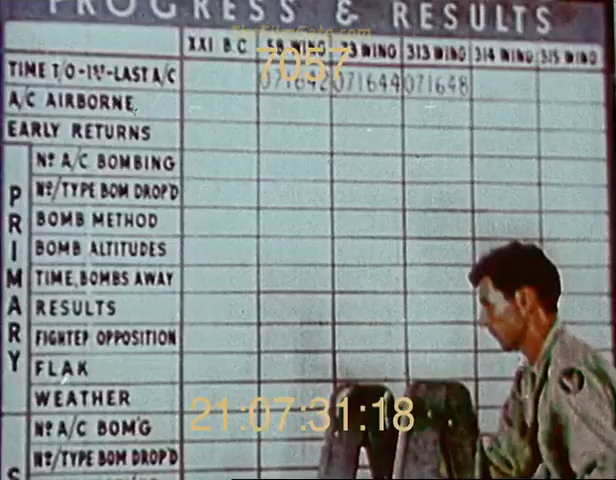 PROGRESS & RESULTS
XXI B.C. 58 WING 73 WING 313 WING 314 WING 315 WING
7057
TIME T/O-1ST-LAST A/C 071642 071644 071648
A/C AIRBORNE
EARLY RETURNS
PRIMARY
Nº A/C BOMBING
Nº/TYPE BOM DROP'D
BOMB METHOD
BOMB ALTITUDES
TIME, BOMBS AWAY
RESULTS
FIGHTER OPPOSITION
FLAK
WEATHER
21:07:31:18
Nº A/C BOM'G
Nº/TYPE BOM DROP'D
S